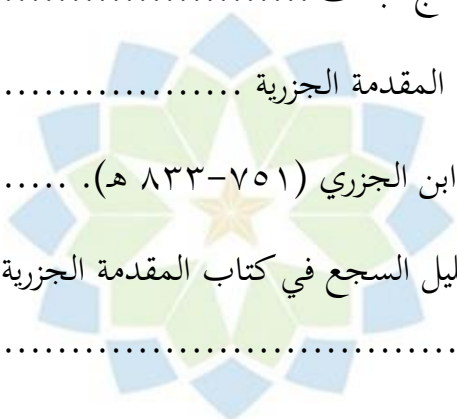 المقدمة الجزرية ..................
ابن الجزري (٧٥١-٨٣٣ هـ). .....
ليل السجع في كتاب المقدمة الجزرية
..................................